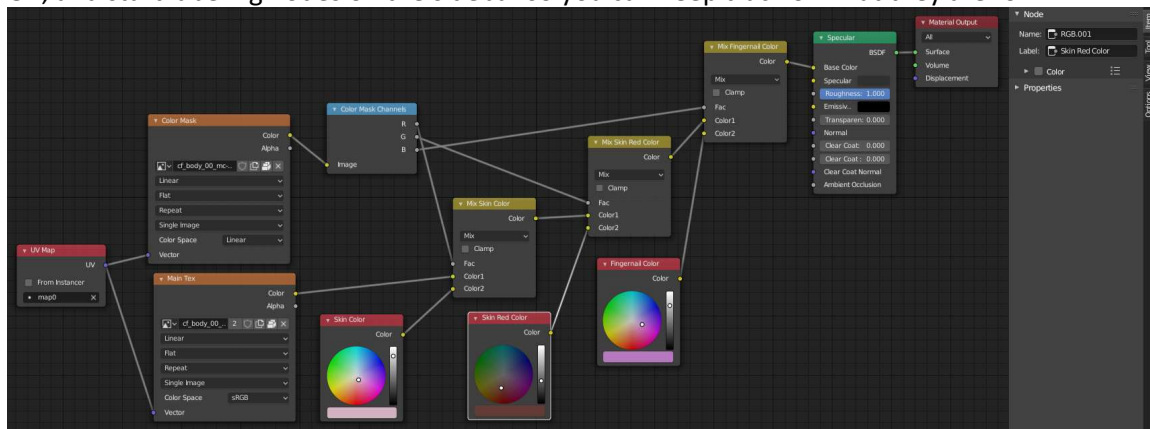 Material Output
All
Surface
Volume
Displacement
Specular
BSDF
Base Color
Specular
Roughness: 1.000
Emissiv..
Transparen: 0.000
Normal
Clear Coat: 0.000
Clear Coat : 0.000
Clear Coat Normal
Ambient Occlusion
Mix Fingernail Color
Color
Mix
Clamp
Fac
Color1
Color2
Color Mask
Color
Alpha
cf_body_00_mc-..
Linear
Flat
Repeat
Single Image
Color Space Linear
Vector
Color Mask Channels
R
G
B
Image
Mix Skin Red Color
Color
Mix
Clamp
Fac
Color1
Color2
Mix Skin Color
Color
Mix
Clamp
Fac
Color1
Color2
UV Map
UV
From Instancer
map0
Main Tex
Color
Alpha
cf_body_00_.. 2
Linear
Flat
Repeat
Single Image
Color Space sRGB
Vector
Skin Color
Color
Skin Red Color
Color
Fingernail Color
Color
Node
Name: RGB.001
Label: Skin Red Color
Color
Properties
Item
Tool
View
Options